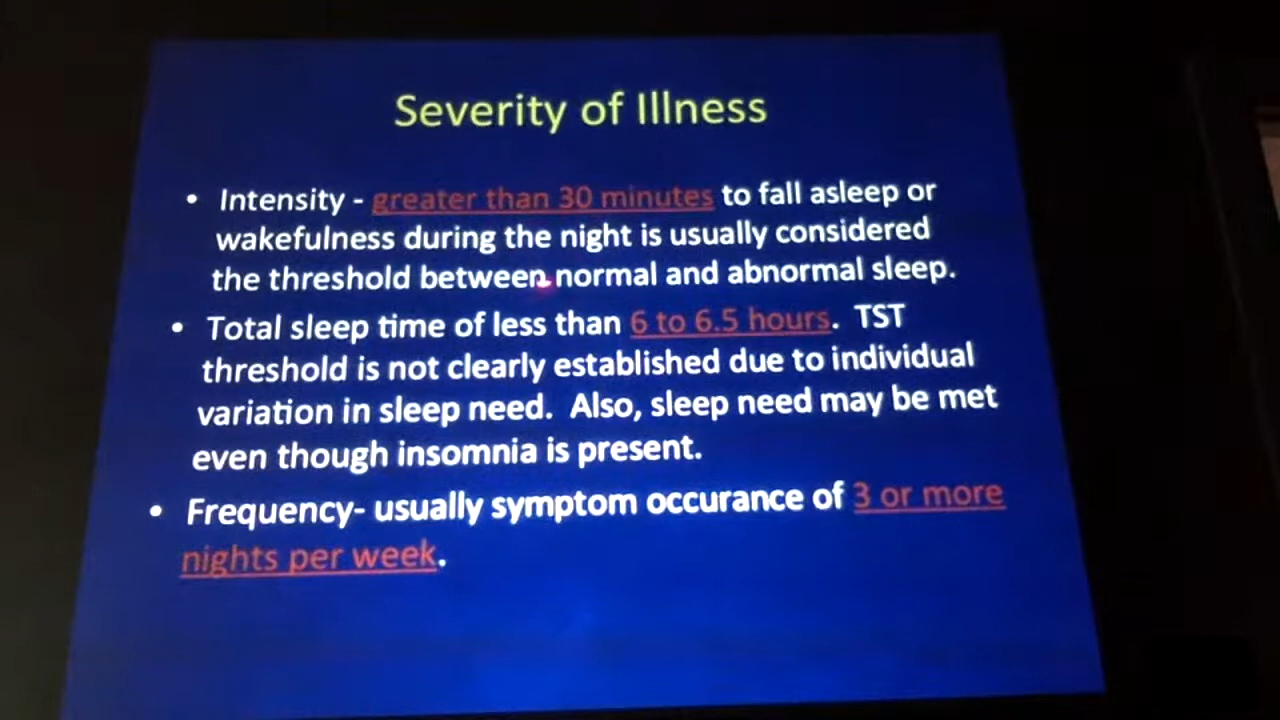 Severity of Illness
• Intensity - greater than 30 minutes to fall asleep or
wakefulness during the night is usually considered
the threshold between normal and abnormal sleep.
• Total sleep time of less than 6 to 6.5 hours. TST
threshold is not clearly established due to individual
variation in sleep need. Also, sleep need may be met
even though insomnia is present.
• Frequency- usually symptom occurance of 3 or more
nights per week.